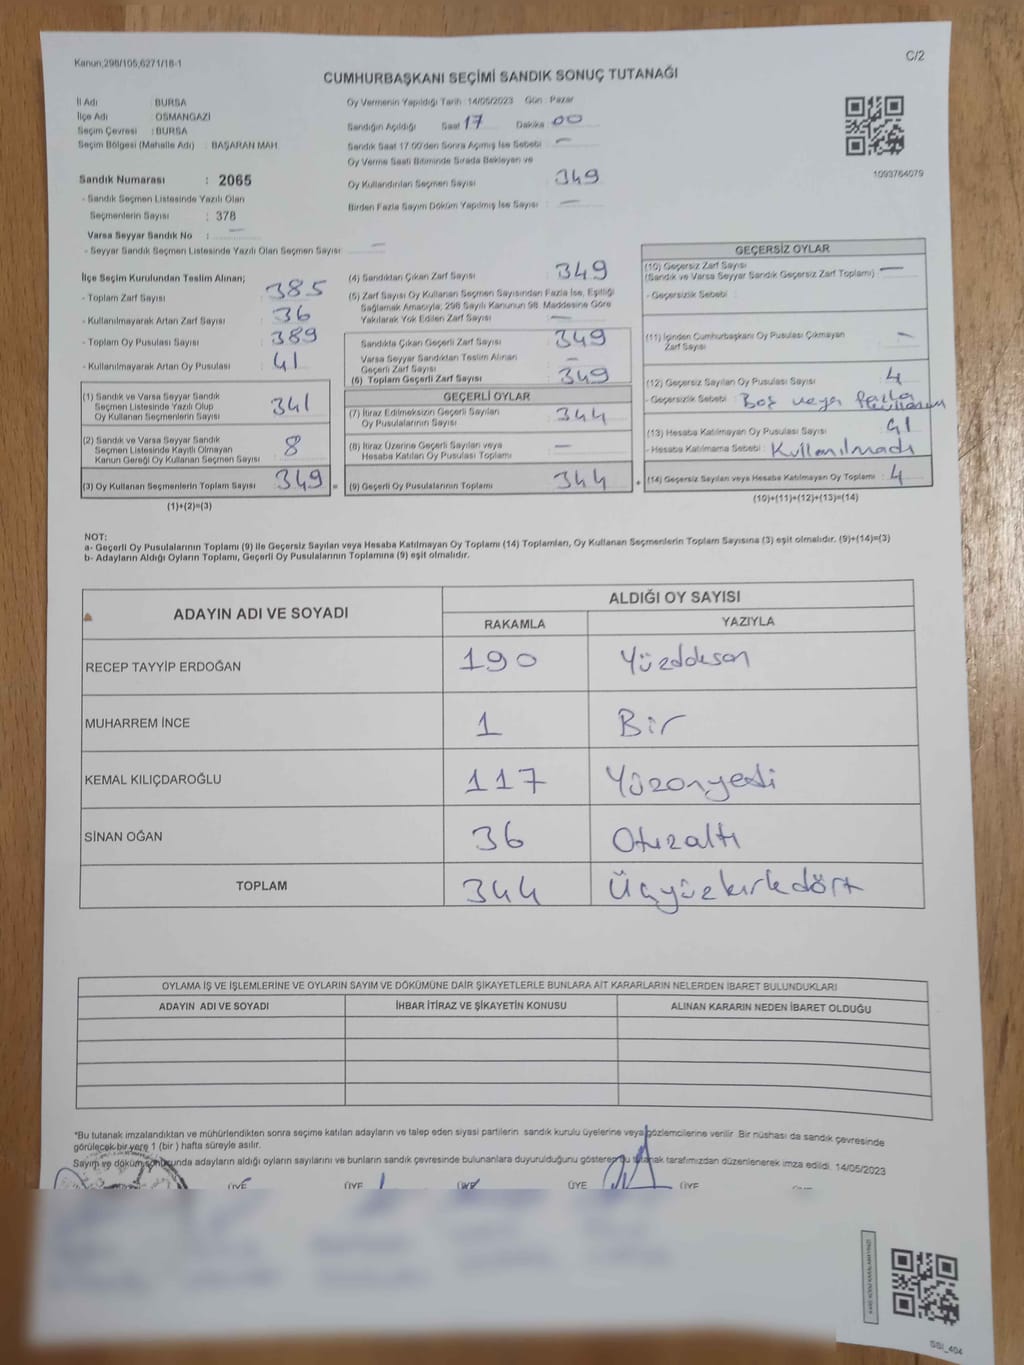 Kanun,298/105,6271/18-1
C/2
CUMHURBAŞKANI SEÇİMİ SANDIK SONUÇ TUTANAĞI
İl Adı : BURSA
İlçe Adı : OSMANGAZİ
Seçim Çevresi : BURSA
Seçim Bölgesi (Mahalle Adı) : BAŞARAN MAH
Sandık Numarası : 2065
- Sandık Seçmen Listesinde Yazılı Olan
Seçmenlerin Sayısı : 378
Varsa Seyyar Sandık No : —
- Seyyar Sandık Seçmen Listesinde Yazılı Olan Seçmen Sayısı : —
Oy Vermenin Yapıldığı Tarih : 14/05/2023 Gün : Pazar
Sandığın Açıldığı Saat 17 Dakika 00
Sandık Saat 17:00'den Sonra Açımış İse Sebebi : —
Oy Verme Saati Bitiminde Sırada Bekleyen ve
Oy Kullandırılan Seçmen Sayısı : 349
Birden Fazla Sayım Döküm Yapılmış İse Sayısı : —
1093764079
İlçe Seçim Kurulundan Teslim Alınan;
- Toplam Zarf Sayısı : 385
- Kullanılmayarak Artan Zarf Sayısı : 36
- Toplam Oy Pusulası Sayısı : 389
- Kullanılmayarak Artan Oy Pusulası : 41
(1) Sandık ve Varsa Seyyar Sandık
Seçmen Listesinde Yazılı Olup
Oy Kullanan Seçmenlerin Sayısı : 341
(2) Sandık ve Varsa Seyyar Sandık
Seçmen Listesinde Kayıtlı Olmayan
Kanun Gereği Oy Kullanan Seçmen Sayısı : 8
(3) Oy Kullanan Seçmenlerin Toplam Sayısı : 349
(1)+(2)=(3)
(4) Sandıktan Çıkan Zarf Sayısı : 349
(5) Zarf Sayısı Oy Kullanan Seçmen Sayısından Fazla İse, Eşitliği
Sağlamak Amacıyla; 298 Sayılı Kanunun 98. Maddesine Göre
Yakılarak Yok Edilen Zarf Sayısı : —
Sandıkta Çıkan Geçerli Zarf Sayısı : 349
Varsa Seyyar Sandıktan Teslim Alınan
Geçerli Zarf Sayısı : —
(6) Toplam Geçerli Zarf Sayısı : 349
GEÇERLİ OYLAR
(7) İtiraz Edilmeksizin Geçerli Sayılan
Oy Pusulalarının Sayısı : 344
(8) İtiraz Üzerine Geçerli Sayılan veya
Hesaba Katılan Oy Pusulası Toplamı : —
(9) Geçerli Oy Pusulalarının Toplamı : 344
GEÇERSİZ OYLAR
(10) Geçersiz Zarf Sayısı
(Sandık ve Varsa Seyyar Sandık Geçersiz Zarf Toplamı) : —
- Geçersizlik Sebebi :
(11) İçinden Cumhurbaşkanı Oy Pusulası Çıkmayan
Zarf Sayısı : —
(12) Geçersiz Sayılan Oy Pusulası Sayısı : 4
- Geçersizlik Sebebi : Boş veya fazla
(13) Hesaba Katılmayan Oy Pusulası Sayısı : 41
- Hesaba Katılmama Sebebi : Kullanılmadı
(14) Geçersiz Sayılan veya Hesaba Katılmayan Oy Toplamı : 4
(10)+(11)+(12)+(13)=(14)
NOT:
a- Geçerli Oy Pusulalarının Toplamı (9) ile Geçersiz Sayılan veya Hesaba Katılmayan Oy Toplamı (14) Toplamları, Oy Kullanan Seçmenlerin Toplam Sayısına (3) eşit olmalıdır. (9)+(14)=(3)
b- Adayların Aldığı Oyların Toplamı, Geçerli Oy Pusulalarının Toplamına (9) eşit olmalıdır.
ADAYIN ADI VE SOYADI
ALDIĞI OY SAYISI
RAKAMLA YAZIYLA
RECEP TAYYİP ERDOĞAN 190 Yüzdoksan
MUHARREM İNCE 1 Bir
KEMAL KILIÇDAROĞLU 117 Yüzonyedi
SİNAN OĞAN 36 Otuzaltı
TOPLAM 344 Üçyüzkırkdört
OYLAMA İŞ VE İŞLEMLERİNE VE OYLARIN SAYIM VE DÖKÜMÜNE DAİR ŞİKAYETLERLE BUNLARA AİT KARARLARIN NELERDEN İBARET BULUNDUKLARI
ADAYIN ADI VE SOYADI İHBAR İTİRAZ VE ŞİKAYETİN KONUSU ALINAN KARARIN NEDEN İBARET OLDUĞU
*Bu tutanak imzalandıktan ve mühürlendikten sonra seçime katılan adayların ve talep eden siyasi partilerin sandık kurulu üyelerine veya gözlemcilerine verilir. Bir nüshası da sandık çevresinde
görülecek bir yere 1 (bir ) hafta süreyle asılır.
Sayım ve döküm sonucunda adayların aldığı oyların sayılarını ve bunların sandık çevresinde bulunanlara duyurulduğunu gösteren bu tutanak tarafımızdan düzenlenerek imza edildi. 14/05/2023
ÜYE ÜYE ÜYE ÜYE ÜYE
SSİ_404